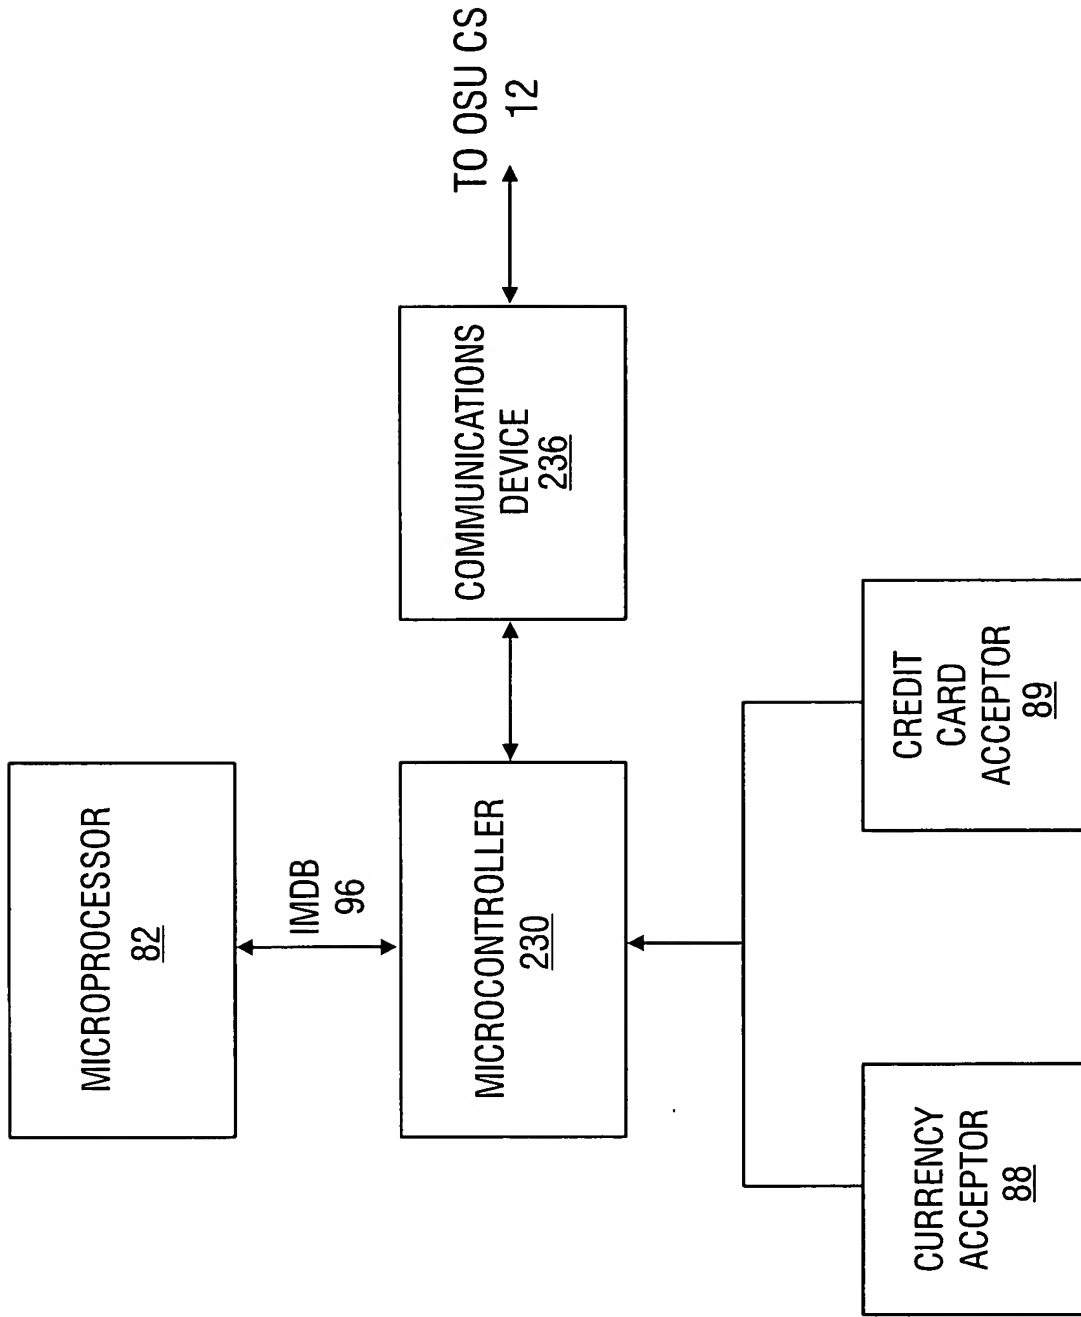 MICROPROCESSOR
82
IMDB
96
MICROCONTROLLER
230
COMMUNICATIONS
DEVICE
236
TO OSU CS
12
CURRENCY
ACCEPTOR
88
CREDIT
CARD
ACCEPTOR
89